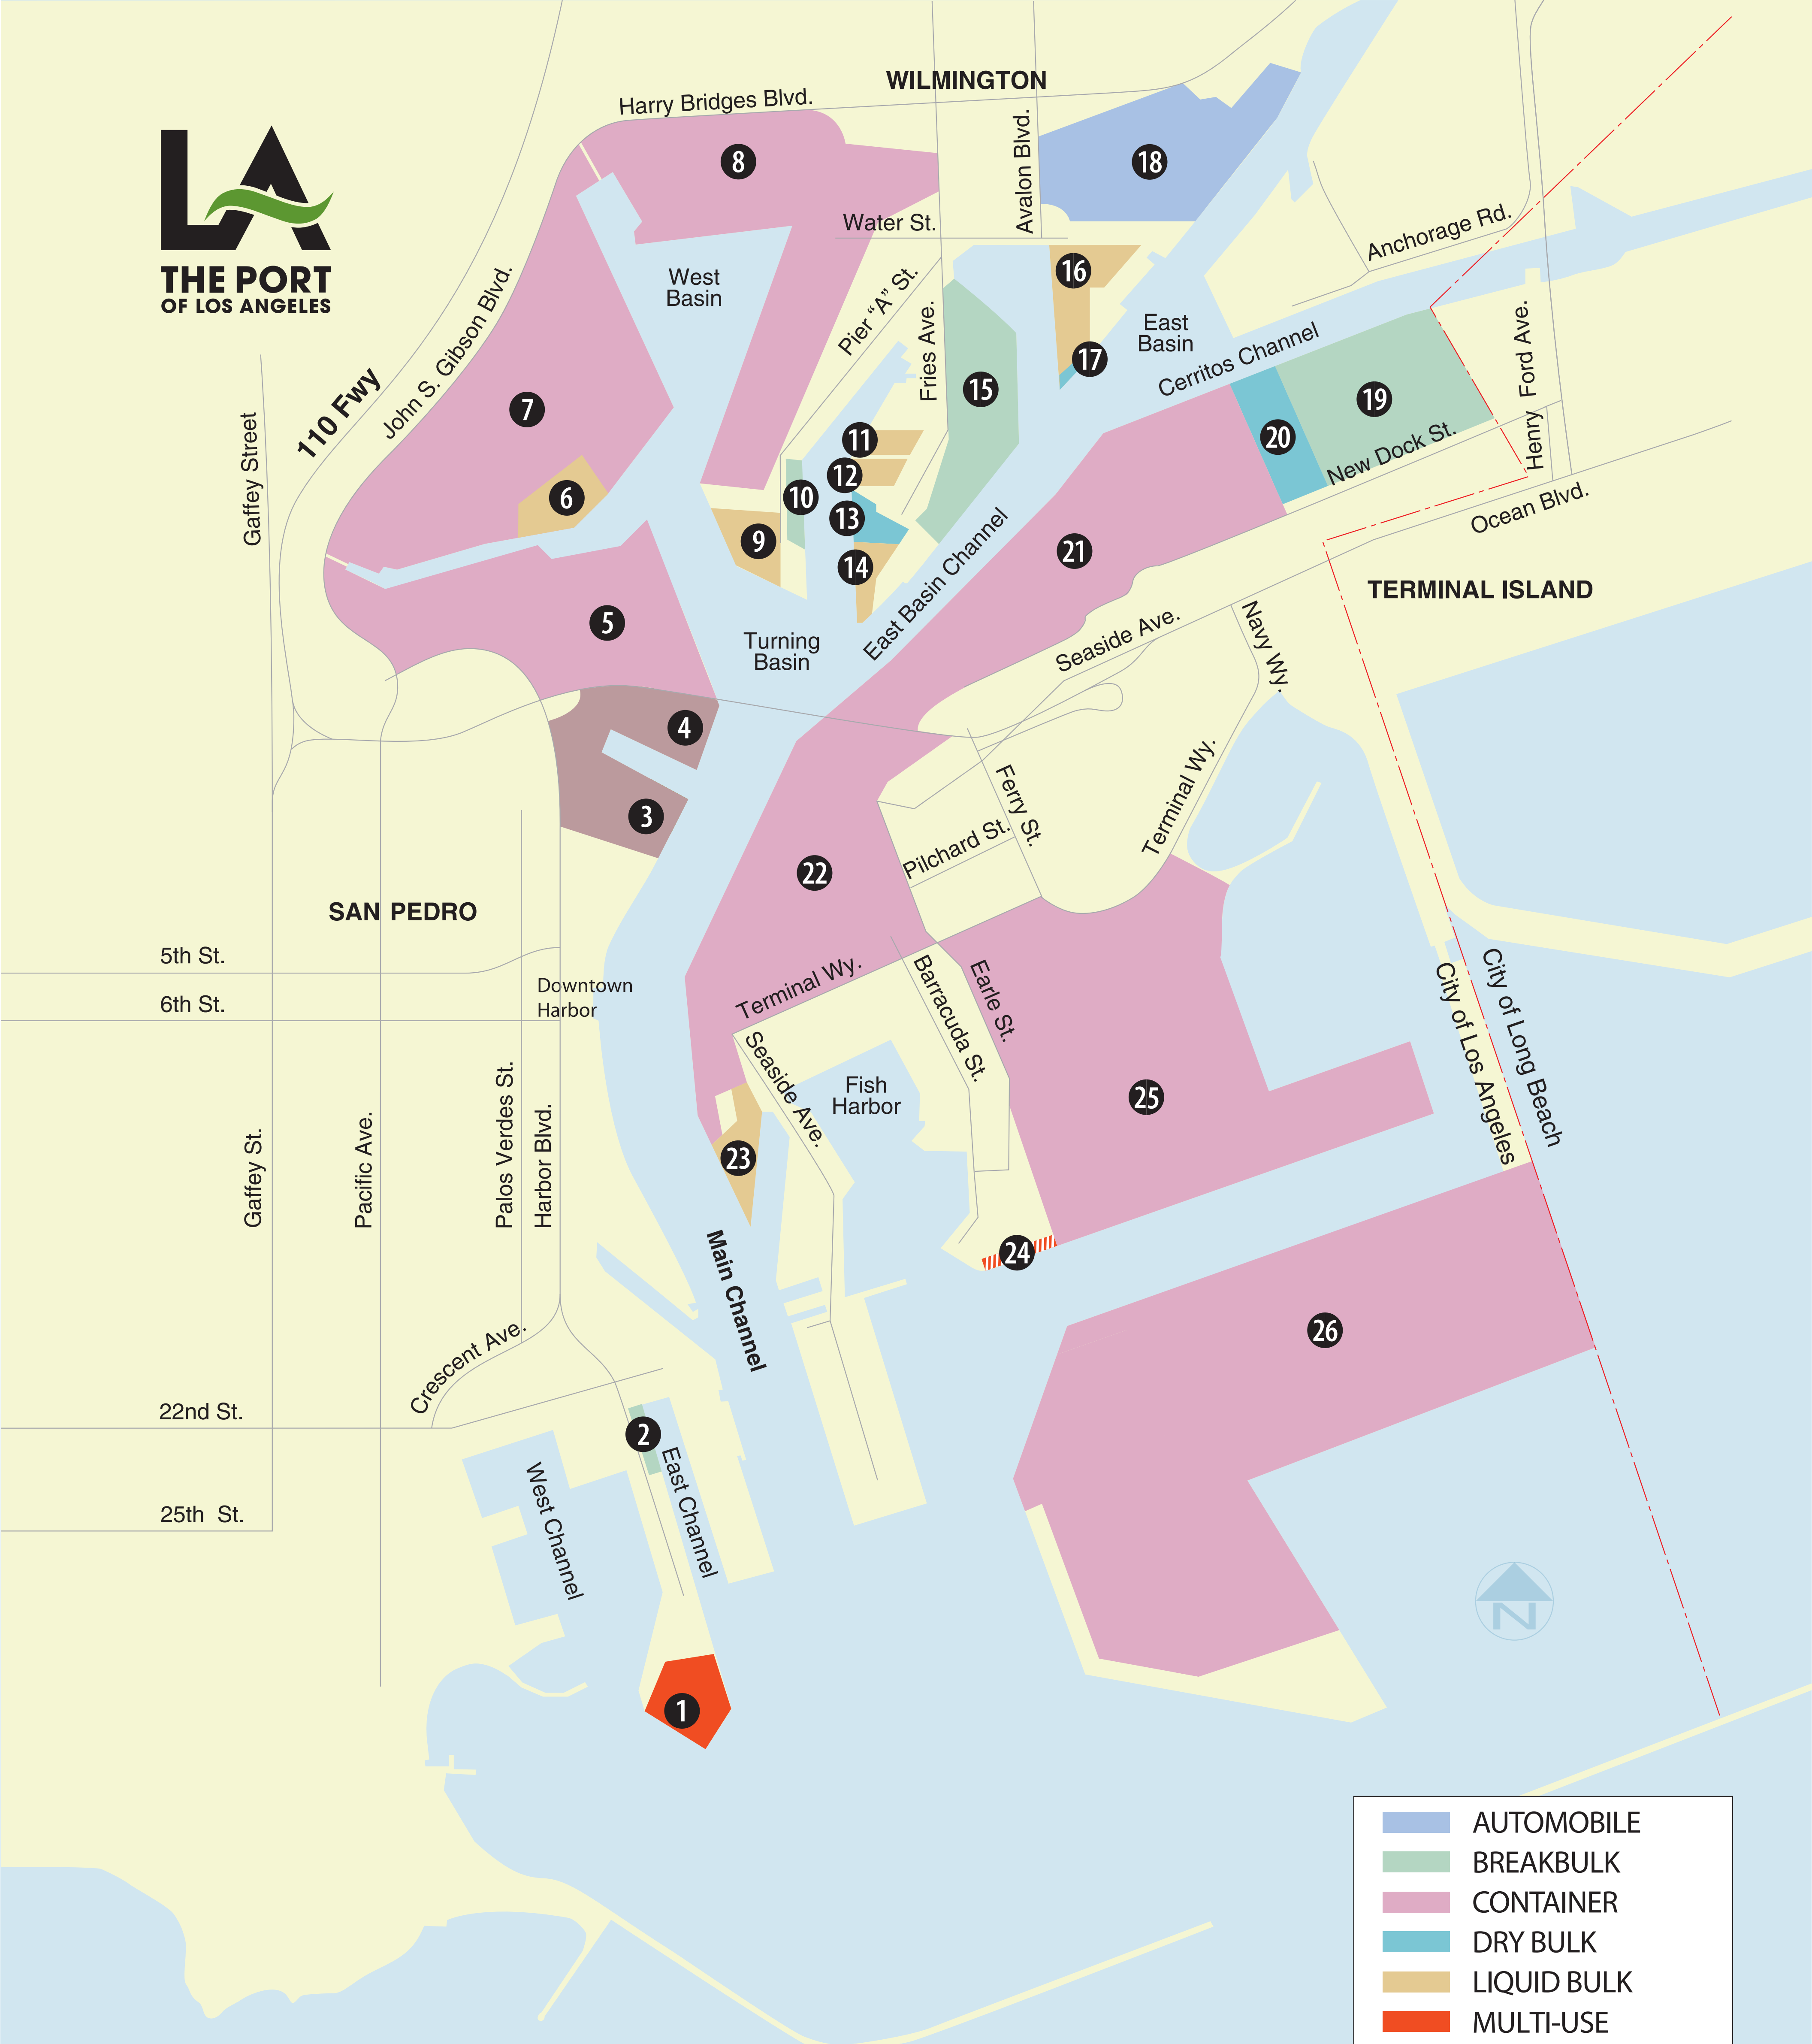 WILMINGTON
Harry Bridges Blvd.
LA
THE PORT
OF LOS ANGELES
8
18
Avalon Blvd.
Water St.
Anchorage Rd.
West
Basin
16
Pier "A" St.
John S. Gibson Blvd.
110 Fwy
Gaffey Street
Fries Ave.
East
Basin
17
Cerritos Channel
Henry Ford Ave.
15
7
19
20
New Dock St.
11
12
10
6
13
9
14
Ocean Blvd.
21
East Basin Channel
TERMINAL ISLAND
5
Turning
Basin
Seaside Ave.
Navy Wy.
4
3
Ferry St.
Terminal Wy.
Pilchard St.
22
SAN PEDRO
5th St.
6th St.
Downtown
Harbor
Terminal Wy.
Barracuda St.
Earle St.
City of Los Angeles
City of Long Beach
Seaside Ave.
Fish
Harbor
25
Gaffey St.
Pacific Ave.
Palos Verdes St.
Harbor Blvd.
23
24
Main Channel
26
Crescent Ave.
22nd St.
2
West Channel
East Channel
25th St.
N
1
AUTOMOBILE
BREAKBULK
CONTAINER
DRY BULK
LIQUID BULK
MULTI-USE